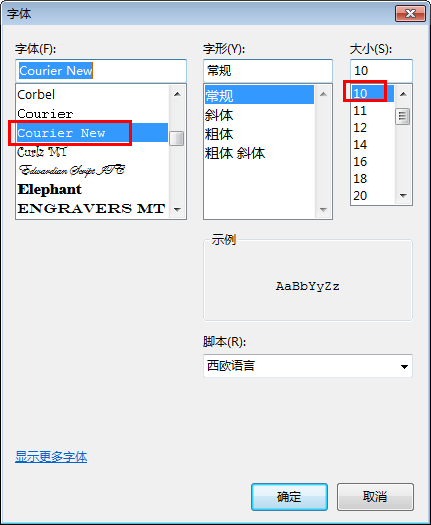 字体
字体(F):
Courier New
Corbel
Courier
Courier New
Curlz MT
Edwardian Script ITC
Elephant
ENGRAVERS MT
字形(Y):
常规
常规
斜体
粗体
粗体 斜体
大小(S):
10
10
11
12
14
16
18
20
示例
AaBbYyZz
脚本(R):
西欧语言
显示更多字体
确定
取消